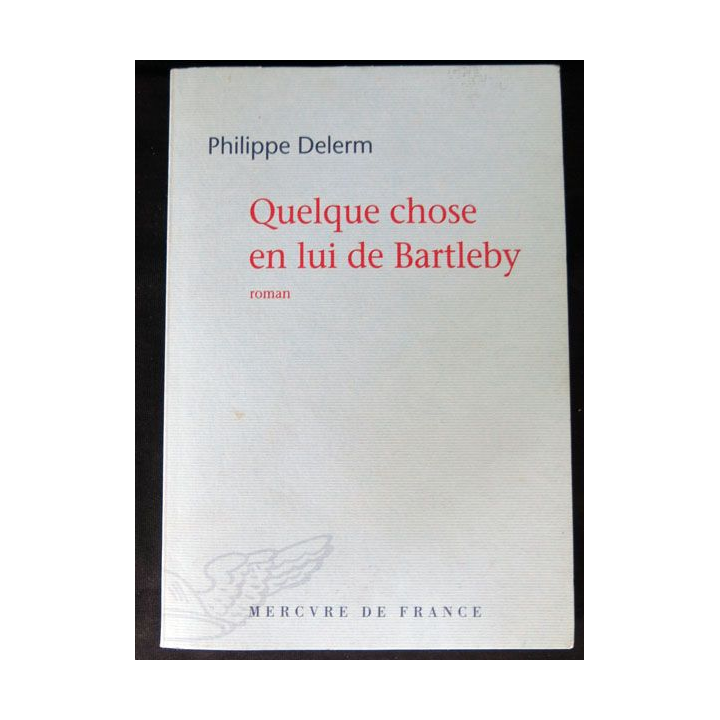 Philippe Delerm
Quelque chose
en lui de Bartleby
roman
MERCVRE DE FRANCE